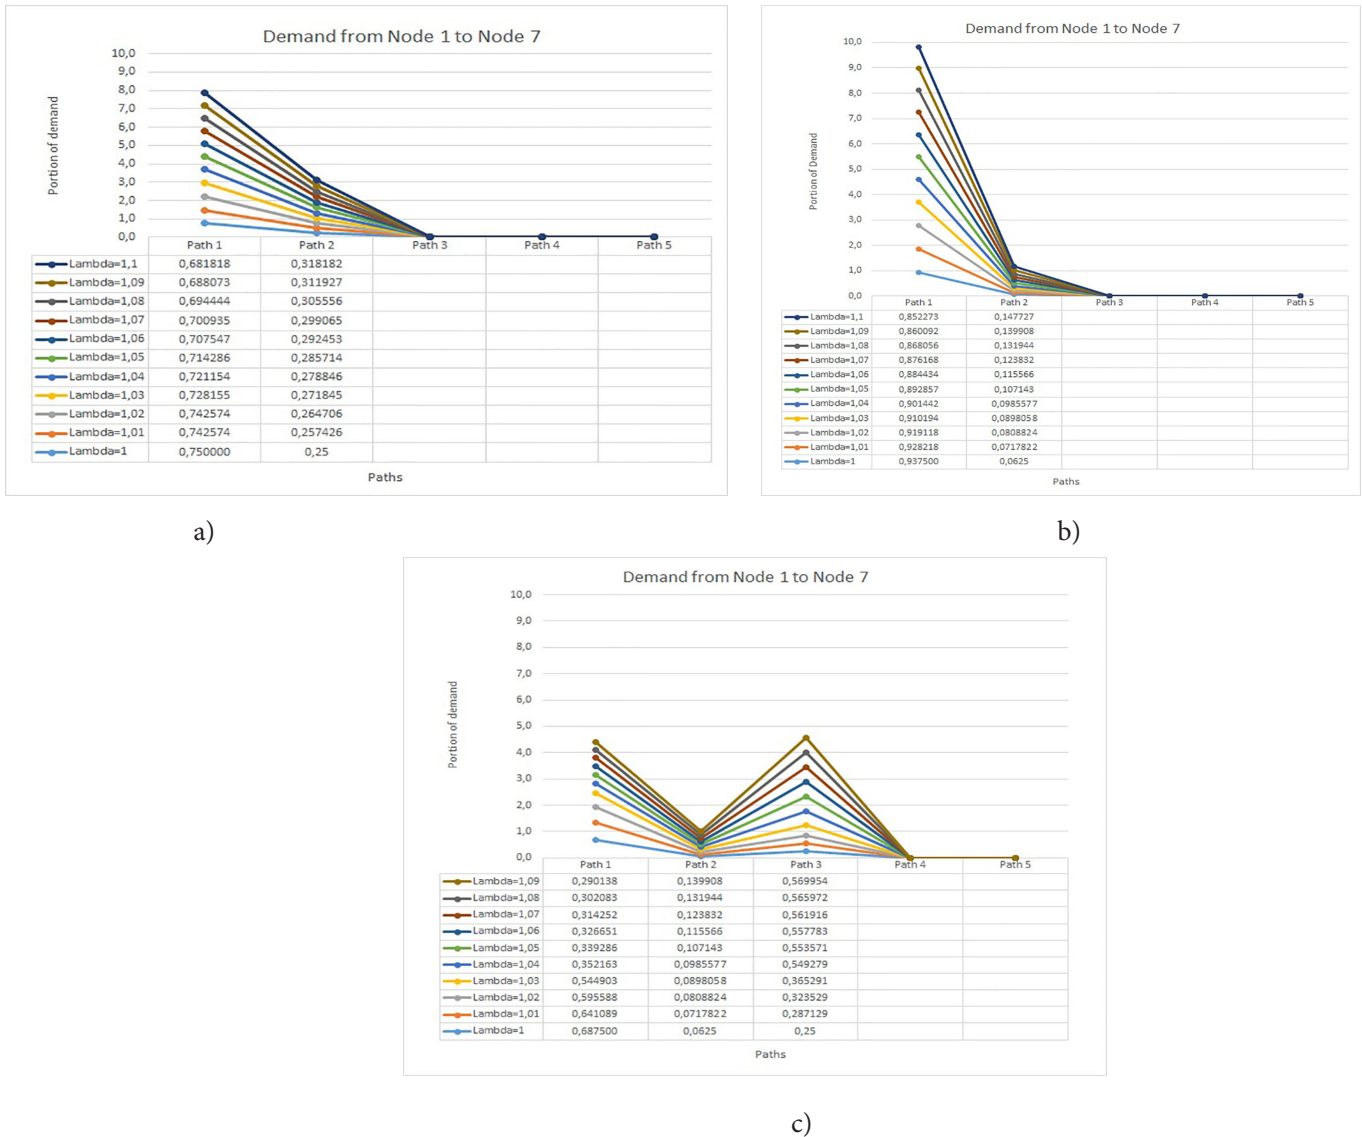 Demand from Node 1 to Node 7
Portion of demand
10,0
9,0
8,0
7,0
6,0
5,0
4,0
3,0
2,0
1,0
0,0
Path 1 Path 2 Path 3 Path 4 Path 5
Lambda=1,1 0,681818 0,318182
Lambda=1,09 0,688073 0,311927
Lambda=1,08 0,694444 0,305556
Lambda=1,07 0,700935 0,299065
Lambda=1,06 0,707547 0,292453
Lambda=1,05 0,714286 0,285714
Lambda=1,04 0,721154 0,278846
Lambda=1,03 0,728155 0,271845
Lambda=1,02 0,742574 0,264706
Lambda=1,01 0,742574 0,257426
Lambda=1 0,750000 0,25
Paths
a)
Demand from Node 1 to Node 7
Portion of Demand
10,0
9,0
8,0
7,0
6,0
5,0
4,0
3,0
2,0
1,0
0,0
Path 1 Path 2 Path 3 Path 4 Path 5
Lambda=1,1 0,852273 0,147727
Lambda=1,09 0,860092 0,139908
Lambda=1,08 0,868056 0,131944
Lambda=1,07 0,876168 0,123832
Lambda=1,06 0,884434 0,115566
Lambda=1,05 0,892857 0,107143
Lambda=1,04 0,901442 0,0985577
Lambda=1,03 0,910194 0,0898058
Lambda=1,02 0,919118 0,0808824
Lambda=1,01 0,928218 0,0717822
Lambda=1 0,937500 0,0625
Paths
b)
Demand from Node 1 to Node 7
Portion of demand
10,0
9,0
8,0
7,0
6,0
5,0
4,0
3,0
2,0
1,0
0,0
Path 1 Path 2 Path 3 Path 4 Path 5
Lambda=1,09 0,290138 0,139908 0,569954
Lambda=1,08 0,302083 0,131944 0,565972
Lambda=1,07 0,314252 0,123832 0,561916
Lambda=1,06 0,326651 0,115566 0,557783
Lambda=1,05 0,339286 0,107143 0,553571
Lambda=1,04 0,352163 0,0985577 0,549279
Lambda=1,03 0,544903 0,0898058 0,365291
Lambda=1,02 0,595588 0,0808824 0,323529
Lambda=1,01 0,641089 0,0717822 0,287129
Lambda=1 0,687500 0,0625 0,25
Paths
c)